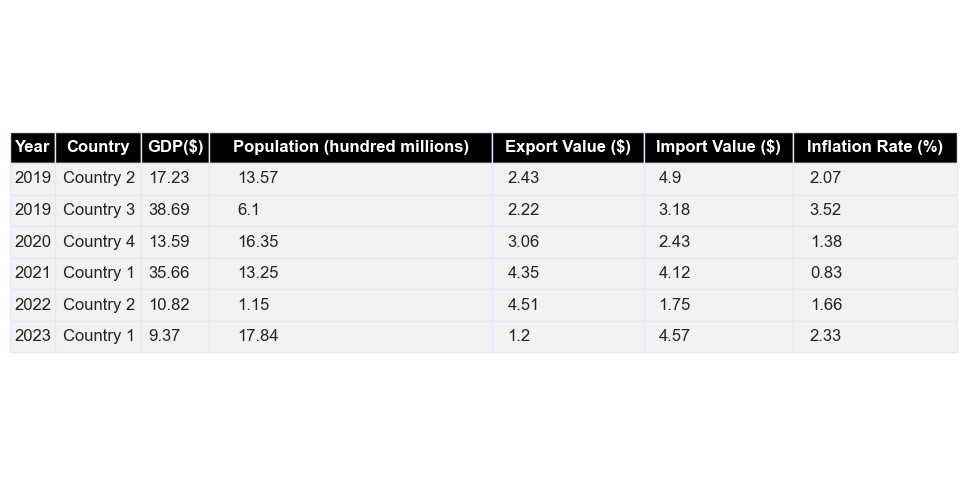 Year Country GDP($) Population (hundred millions) Export Value ($) Import Value ($) Inflation Rate (%)
2019 Country 2 17.23 13.57 2.43 4.9 2.07
2019 Country 3 38.69 6.1 2.22 3.18 3.52
2020 Country 4 13.59 16.35 3.06 2.43 1.38
2021 Country 1 35.66 13.25 4.35 4.12 0.83
2022 Country 2 10.82 1.15 4.51 1.75 1.66
2023 Country 1 9.37 17.84 1.2 4.57 2.33